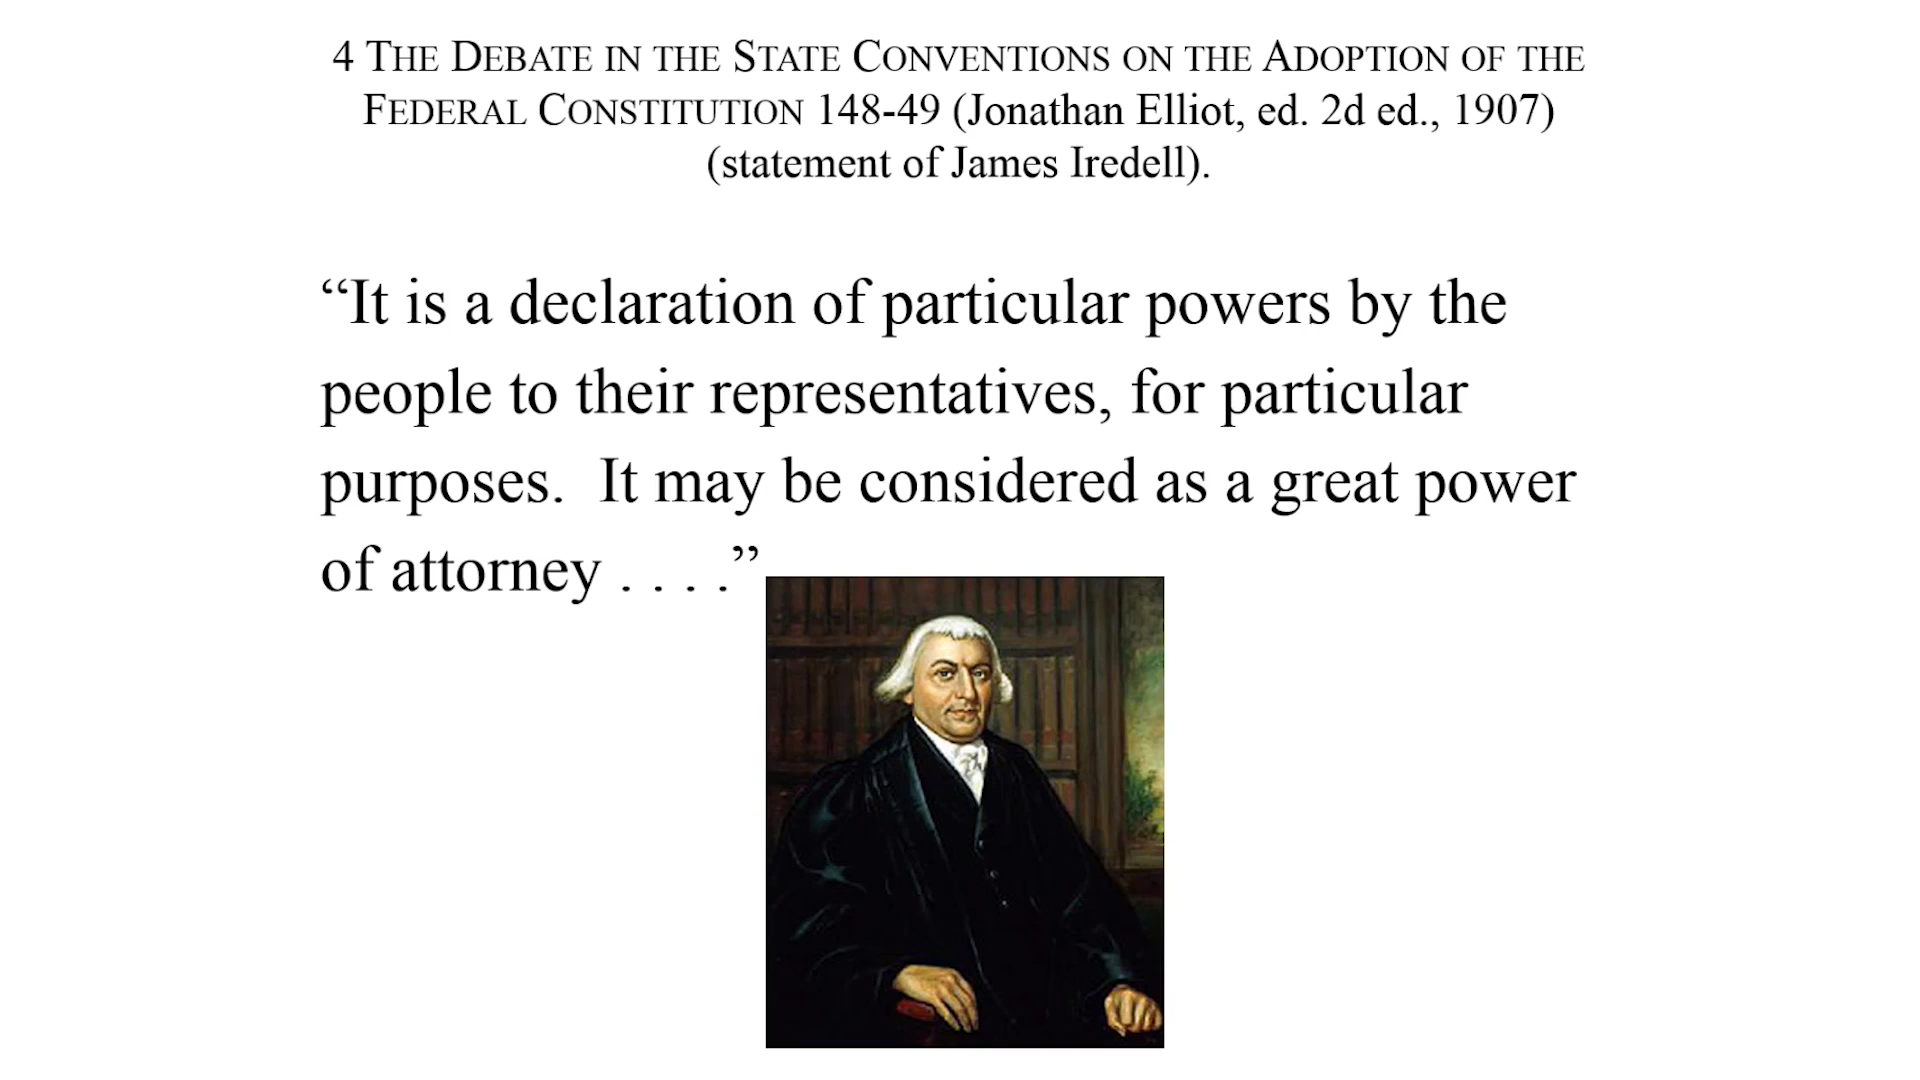 4 THE DEBATE IN THE STATE CONVENTIONS ON THE ADOPTION OF THE
FEDERAL CONSTITUTION 148-49 (Jonathan Elliot, ed. 2d ed., 1907)
(statement of James Iredell).
“It is a declaration of particular powers by the
people to their representatives, for particular
purposes.  It may be considered as a great power
of attorney . . . .”